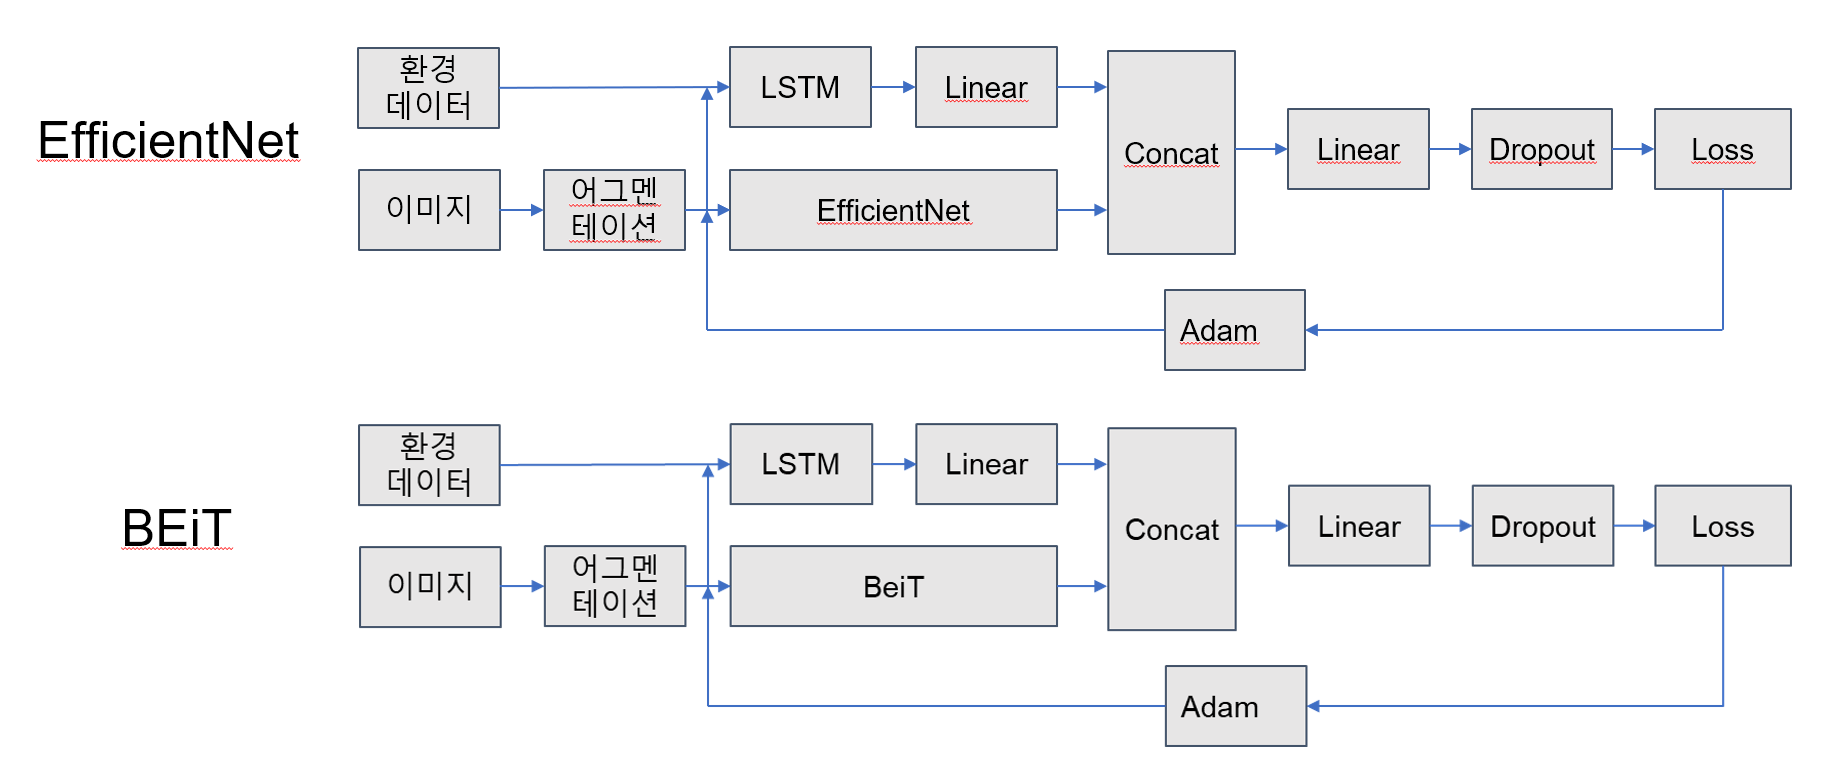 EfficientNet
환경
데이터
LSTM
Linear
이미지
어그멘
테이션
EfficientNet
Concat
Linear
Dropout
Loss
Adam
BEiT
환경
데이터
LSTM
Linear
이미지
어그멘
테이션
BeiT
Concat
Linear
Dropout
Loss
Adam